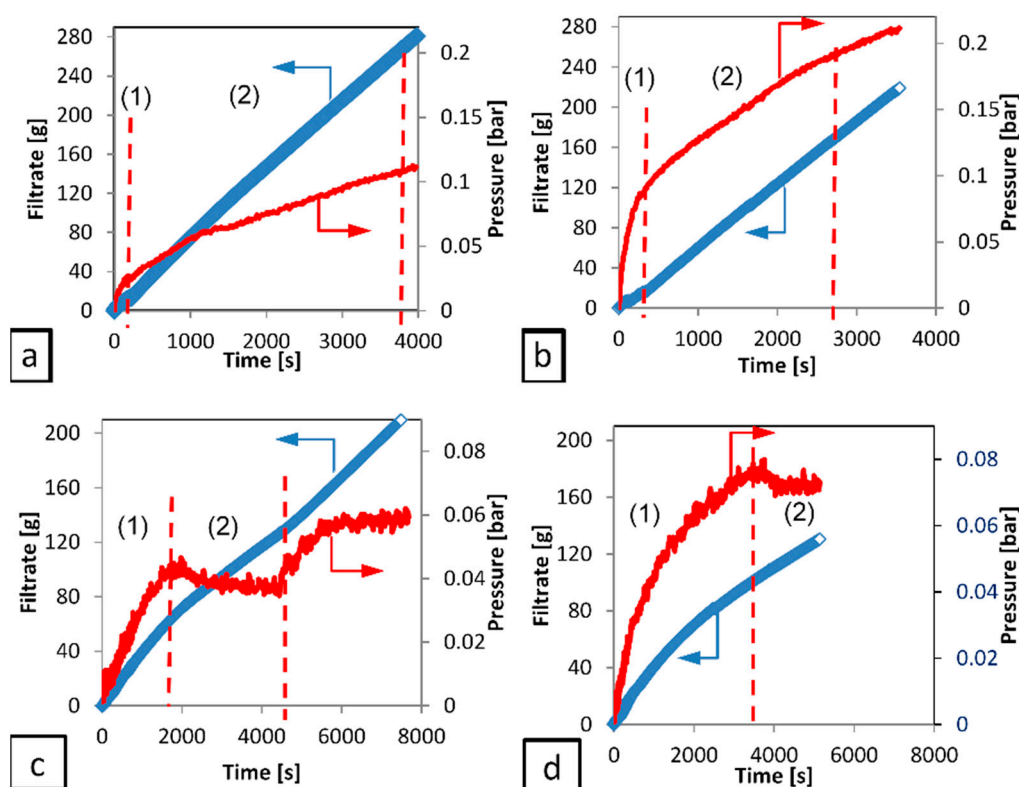 280
240
200
160
120
80
40
0
Filtrate [g]
(1)
(2)
0.2
0.15
0.1
0.05
0
Pressure [bar]
0 1000 2000 3000 4000
Time [s]
a
280
240
200
160
120
80
40
0
Filtrate [g]
(1)
(2)
0.2
0.15
0.1
0.05
0
Pressure [bar]
0 1000 2000 3000 4000
Time [s]
b
200
160
120
80
40
0
Filtrate [g]
(1)
(2)
0.08
0.06
0.04
0.02
0
Pressure [bar]
0 2000 4000 6000 8000
Time [s]
c
200
160
120
80
40
0
Filtrate [g]
(1)
(2)
0.08
0.06
0.04
0.02
0
Pressure [bar]
0 2000 4000 6000 8000
Time [s]
d